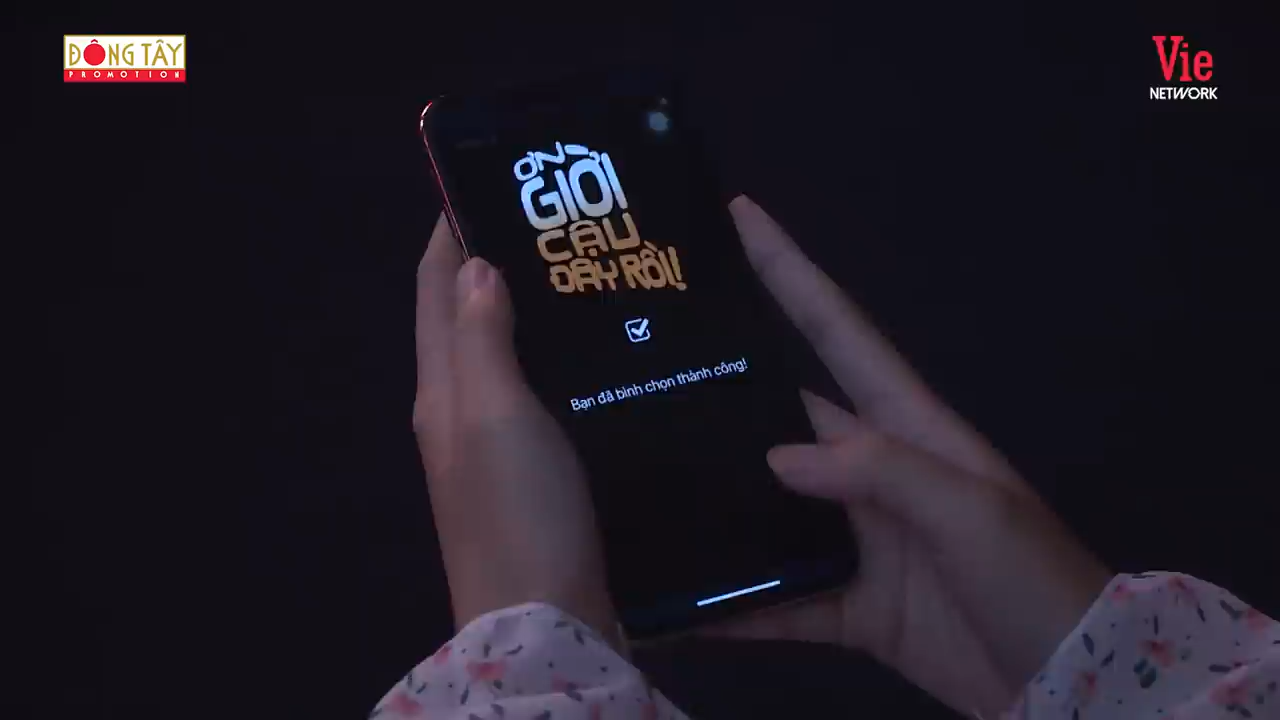 ĐÔNG TÂY
PROMOTION
Vie
NETWORK
ƠN
GIỜI
CẬU
ĐÂY RỒI!
Bạn đã bình chọn thành công!